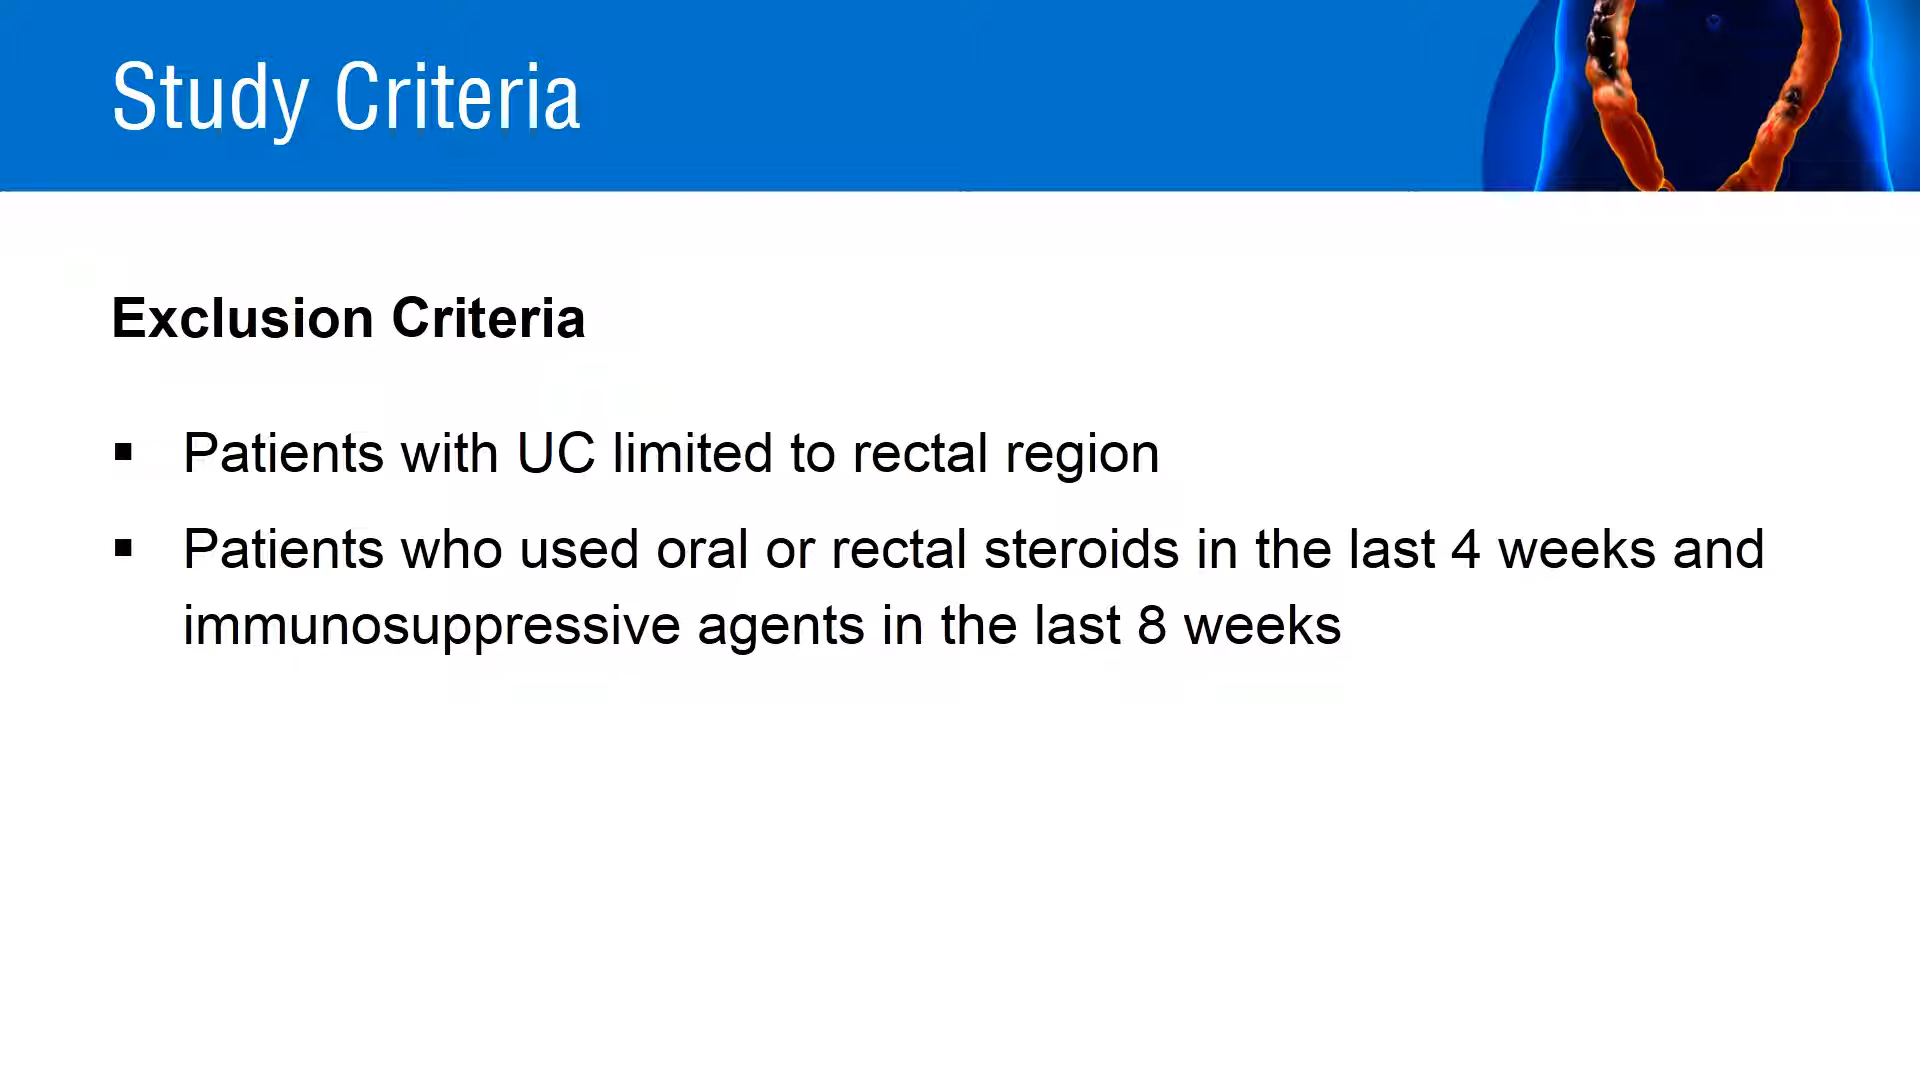 Study Criteria
Exclusion Criteria
▪ Patients with UC limited to rectal region
▪ Patients who used oral or rectal steroids in the last 4 weeks and
immunosuppressive agents in the last 8 weeks